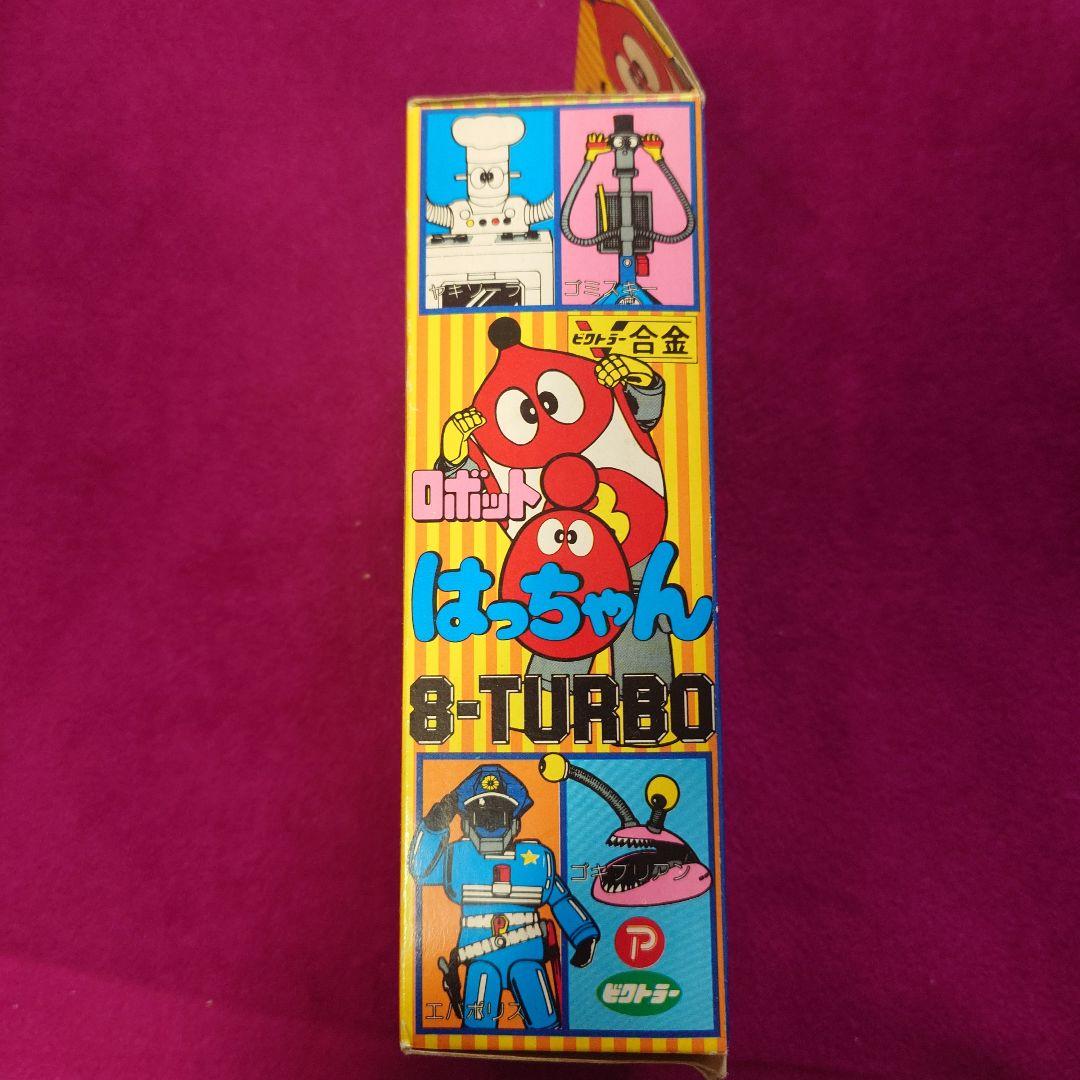 ヤキソーラ
ゴミスキー
ビクトラー合金
ロボット
はっちゃん
8-TURBO
ゴキブリアン
ア
ビクトラー
エバポリス